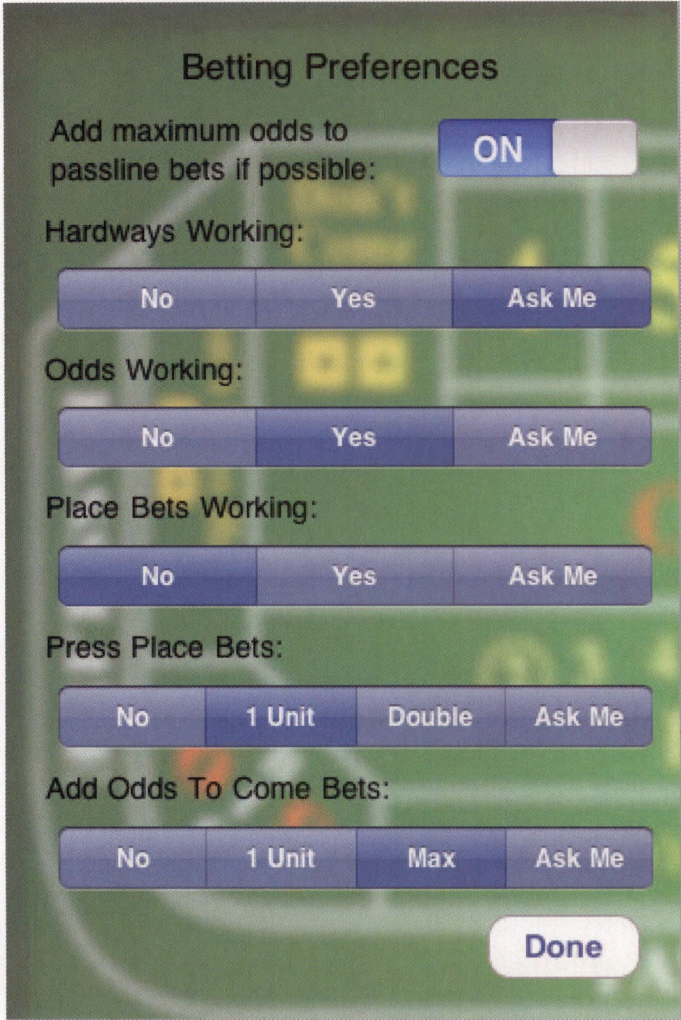 Betting Preferences
Add maximum odds to
passline bets if possible:
ON
Hardways Working:
No Yes Ask Me
Odds Working:
No Yes Ask Me
Place Bets Working:
No Yes Ask Me
Press Place Bets:
No 1 Unit Double Ask Me
Add Odds To Come Bets:
No 1 Unit Max Ask Me
Done